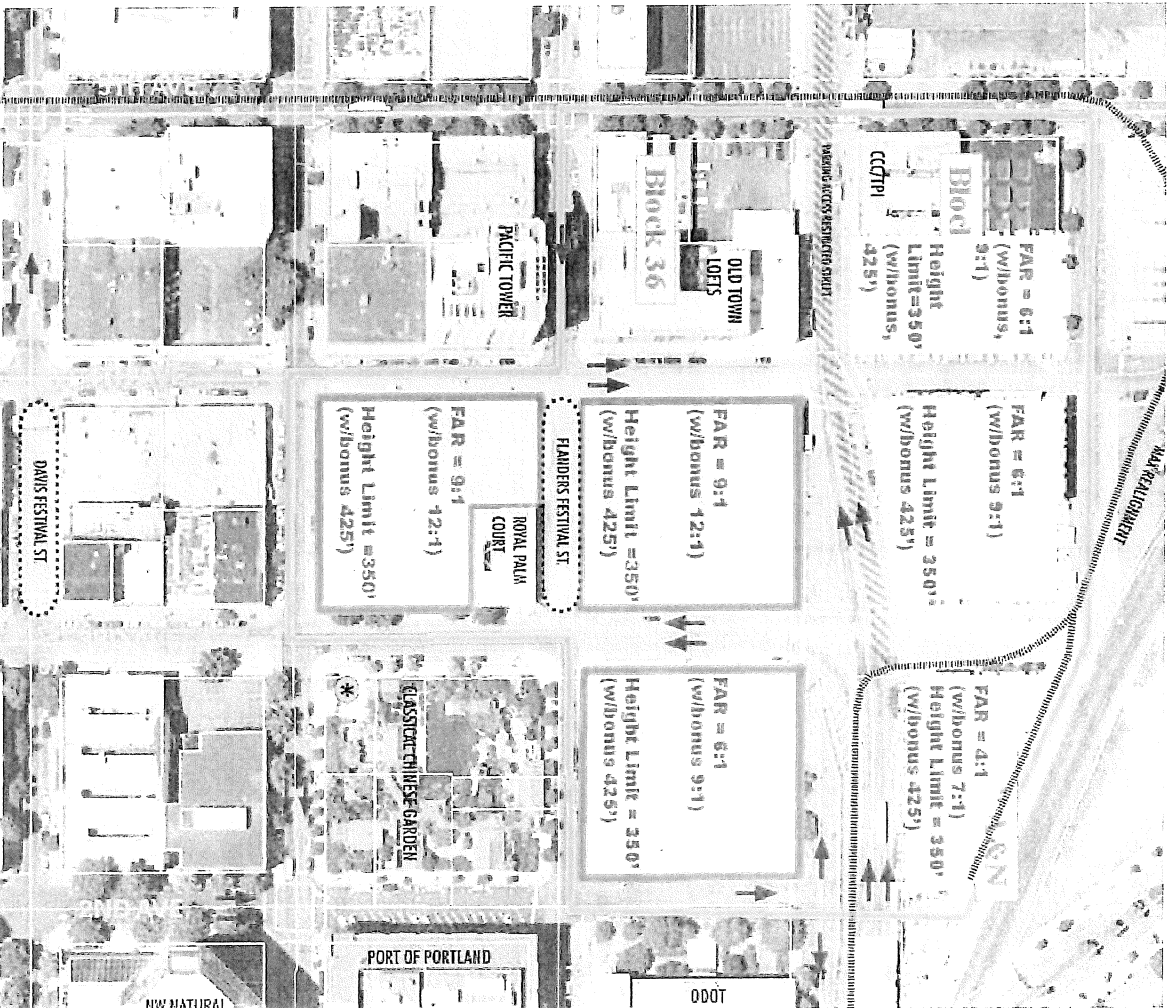 CCC/TPI
Block
FAR = 6:1
(w/bonus,
9:1)
Height
Limit=350'
(w/bonus,
425')
PARKING ACCESS RESTRICTED STREET
OLD TOWN
LOFTS
Block 36
PACIFIC TOWER
MAX REALIGNMENT
FAR = 6:1
(w/bonus 9:1)
Height Limit = 350'
(w/bonus 425')
FAR = 9:1
(w/bonus 12:1)
Height Limit =350'
(w/bonus 425')
FLANDERS FESTIVAL ST.
FAR = 9:1
(w/bonus 12:1)
Height Limit =350'
(w/bonus 425')
ROYAL PALM
COURT
DAVIS FESTIVAL ST.
FAR = 4:1
(w/bonus 7:1)
Height Limit = 350'
(w/bonus 425')
FAR = 6:1
(w/bonus 9:1)
Height Limit = 350'
(w/bonus 425')
CLASSICAL CHINESE GARDEN
*
2ND AVE
PORT OF PORTLAND
ODOT
NW NATURAL